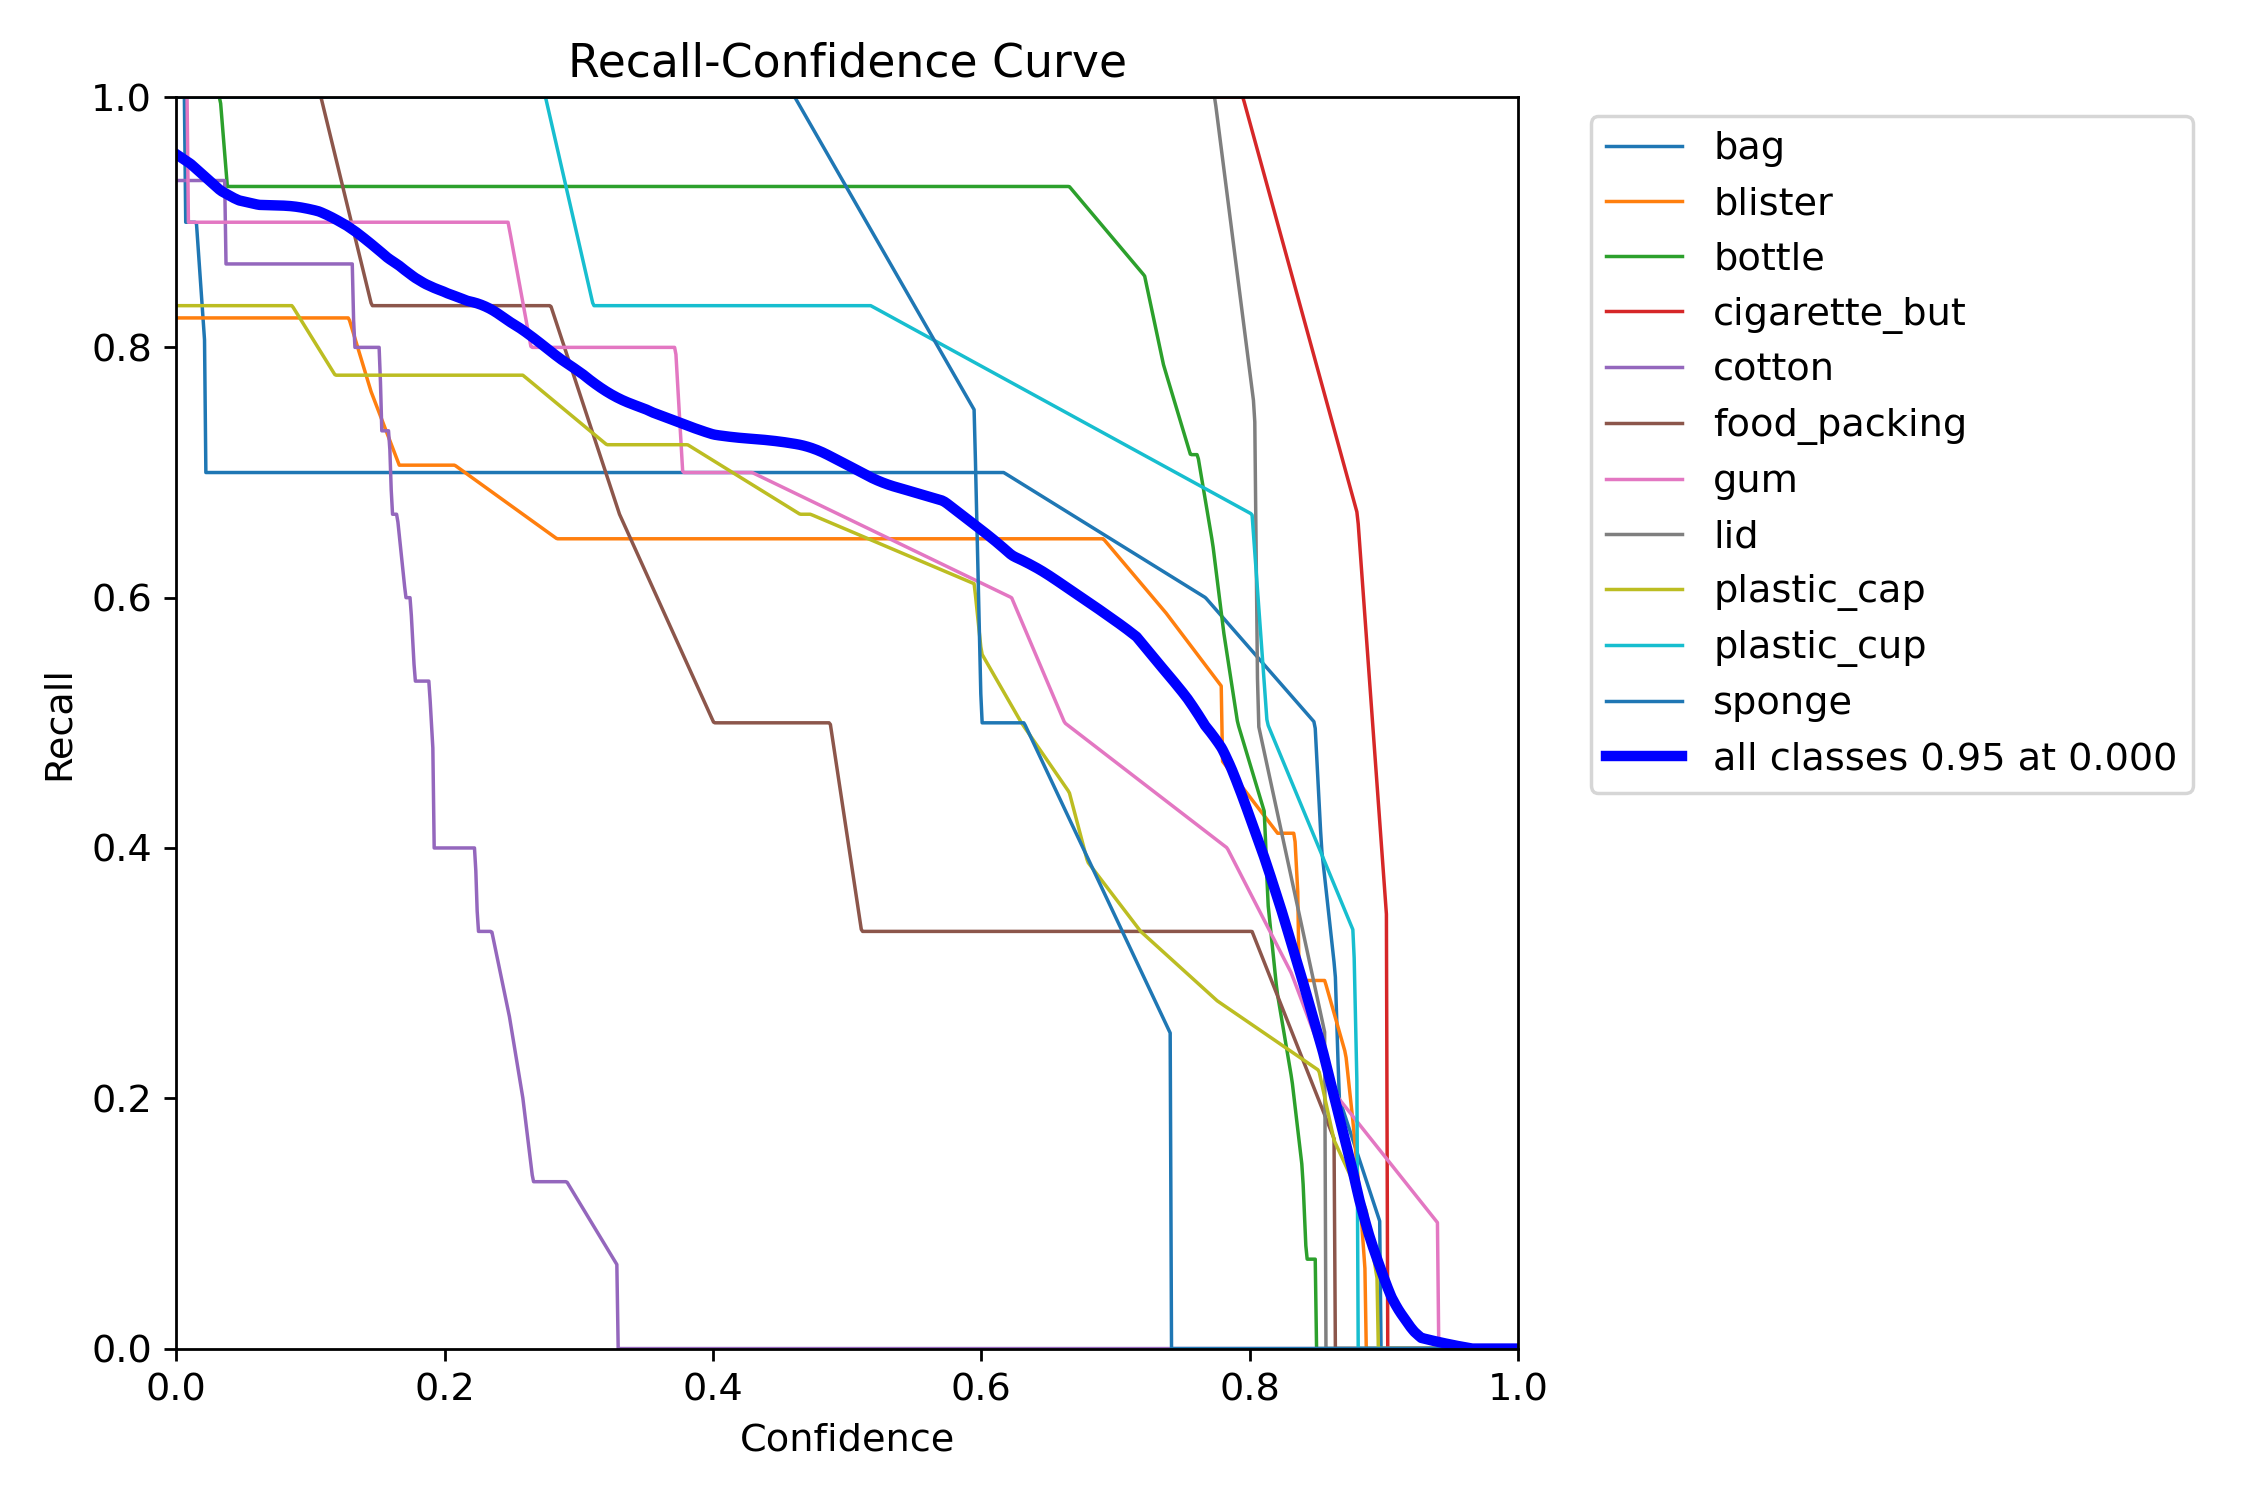 Recall-Confidence Curve
1.0
0.8
0.6
0.4
0.2
0.0
Recall
0.0 0.2 0.4 0.6 0.8 1.0
Confidence
bag
blister
bottle
cigarette_but
cotton
food_packing
gum
lid
plastic_cap
plastic_cup
sponge
all classes 0.95 at 0.000